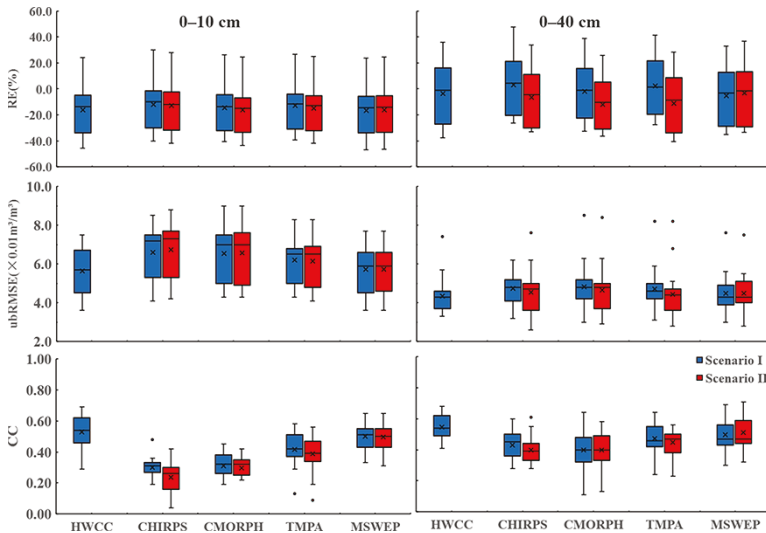 0–10 cm
0–40 cm
RE(%)
60.0
40.0
20.0
0.0
-20.0
-40.0
-60.0
ubRMSE(×0.01m³/m³)
10.0
8.0
6.0
4.0
2.0
CC
1.00
0.80
0.60
0.40
0.20
0.00
Scenario I
Scenario II
HWCC CHIRPS CMORPH TMPA MSWEP
HWCC CHIRPS CMORPH TMPA MSWEP